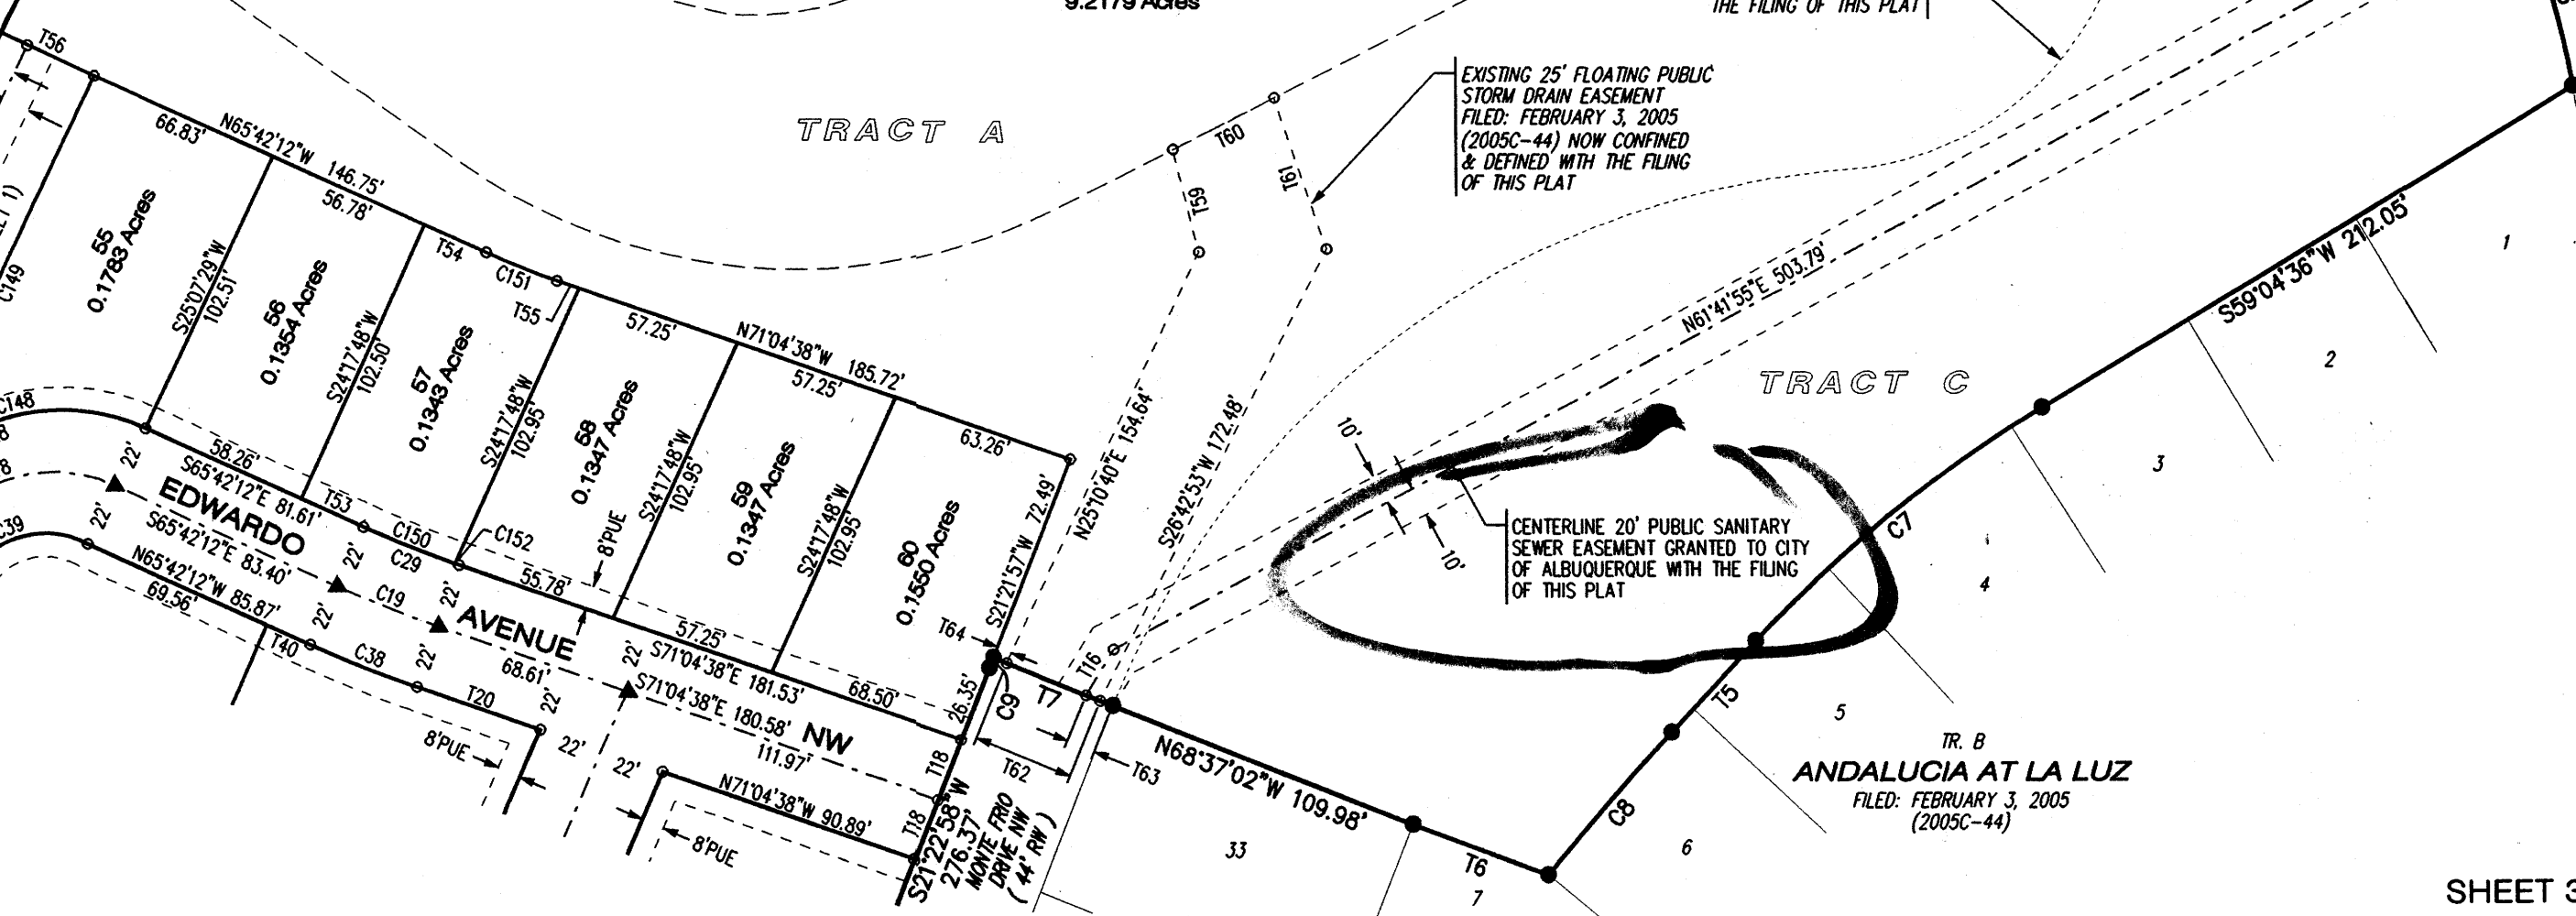 9.2179 Acres
THE FILING OF THIS PLAT
T56
TRACT A
EXISTING 25' FLOATING PUBLIC
STORM DRAIN EASEMENT
FILED: FEBRUARY 3, 2005
(2005C-44) NOW CONFINED
& DEFINED WITH THE FILING
OF THIS PLAT
T60
T61
T59
66.83'
N65°42'12"W 146.75'
56.78'
T54
C151
T55
57.25'
N71°04'38"W 185.72'
57.25'
63.26'
C149
55
0.1783 Acres
S25°07'29"W
102.51'
56
0.1354 Acres
S24°17'48"W
102.50'
57
0.1343 Acres
S24°17'48"W
102.95'
58
0.1347 Acres
S24°17'48"W
102.95'
59
0.1347 Acres
S24°17'48"W
102.95'
60
0.1550 Acres
S21°21'57"W 72.49'
N25°10'40"E 154.64'
S26°42'53"W 172.48'
N61°41'55"E 503.79'
S59°04'36"W 212.05'
TRACT C
1
2
3
4
5
6
7
33
10'
10'
CENTERLINE 20' PUBLIC SANITARY
SEWER EASEMENT GRANTED TO CITY
OF ALBUQUERQUE WITH THE FILING
OF THIS PLAT
C7
T5
C8
T6
C148
22'
58.26'
S65°42'12"E 81.61'
T53
C150
C29
C152
8'PUE
55.78'
57.25'
S71°04'38"E 181.53'
68.50'
EDWARDO
AVENUE
NW
S65°42'12"E 83.40'
C19
68.61'
S71°04'38"E 180.58'
111.97'
C39
22'
22'
22'
22'
22'
22'
22'
22'
22'
N65°42'12"W 85.87'
69.56'
T40
C38
T20
8'PUE
N71°04'38"W 90.89'
8'PUE
T64
T16
T7
C9
26.35'
T18
T18
T62
T63
S21°22'58"W
276.37'
MONTE FRIO
DRIVE NW
( 44' RW )
N68°37'02"W 109.98'
TR. B
ANDALUCIA AT LA LUZ
FILED: FEBRUARY 3, 2005
(2005C-44)
SHEET 3